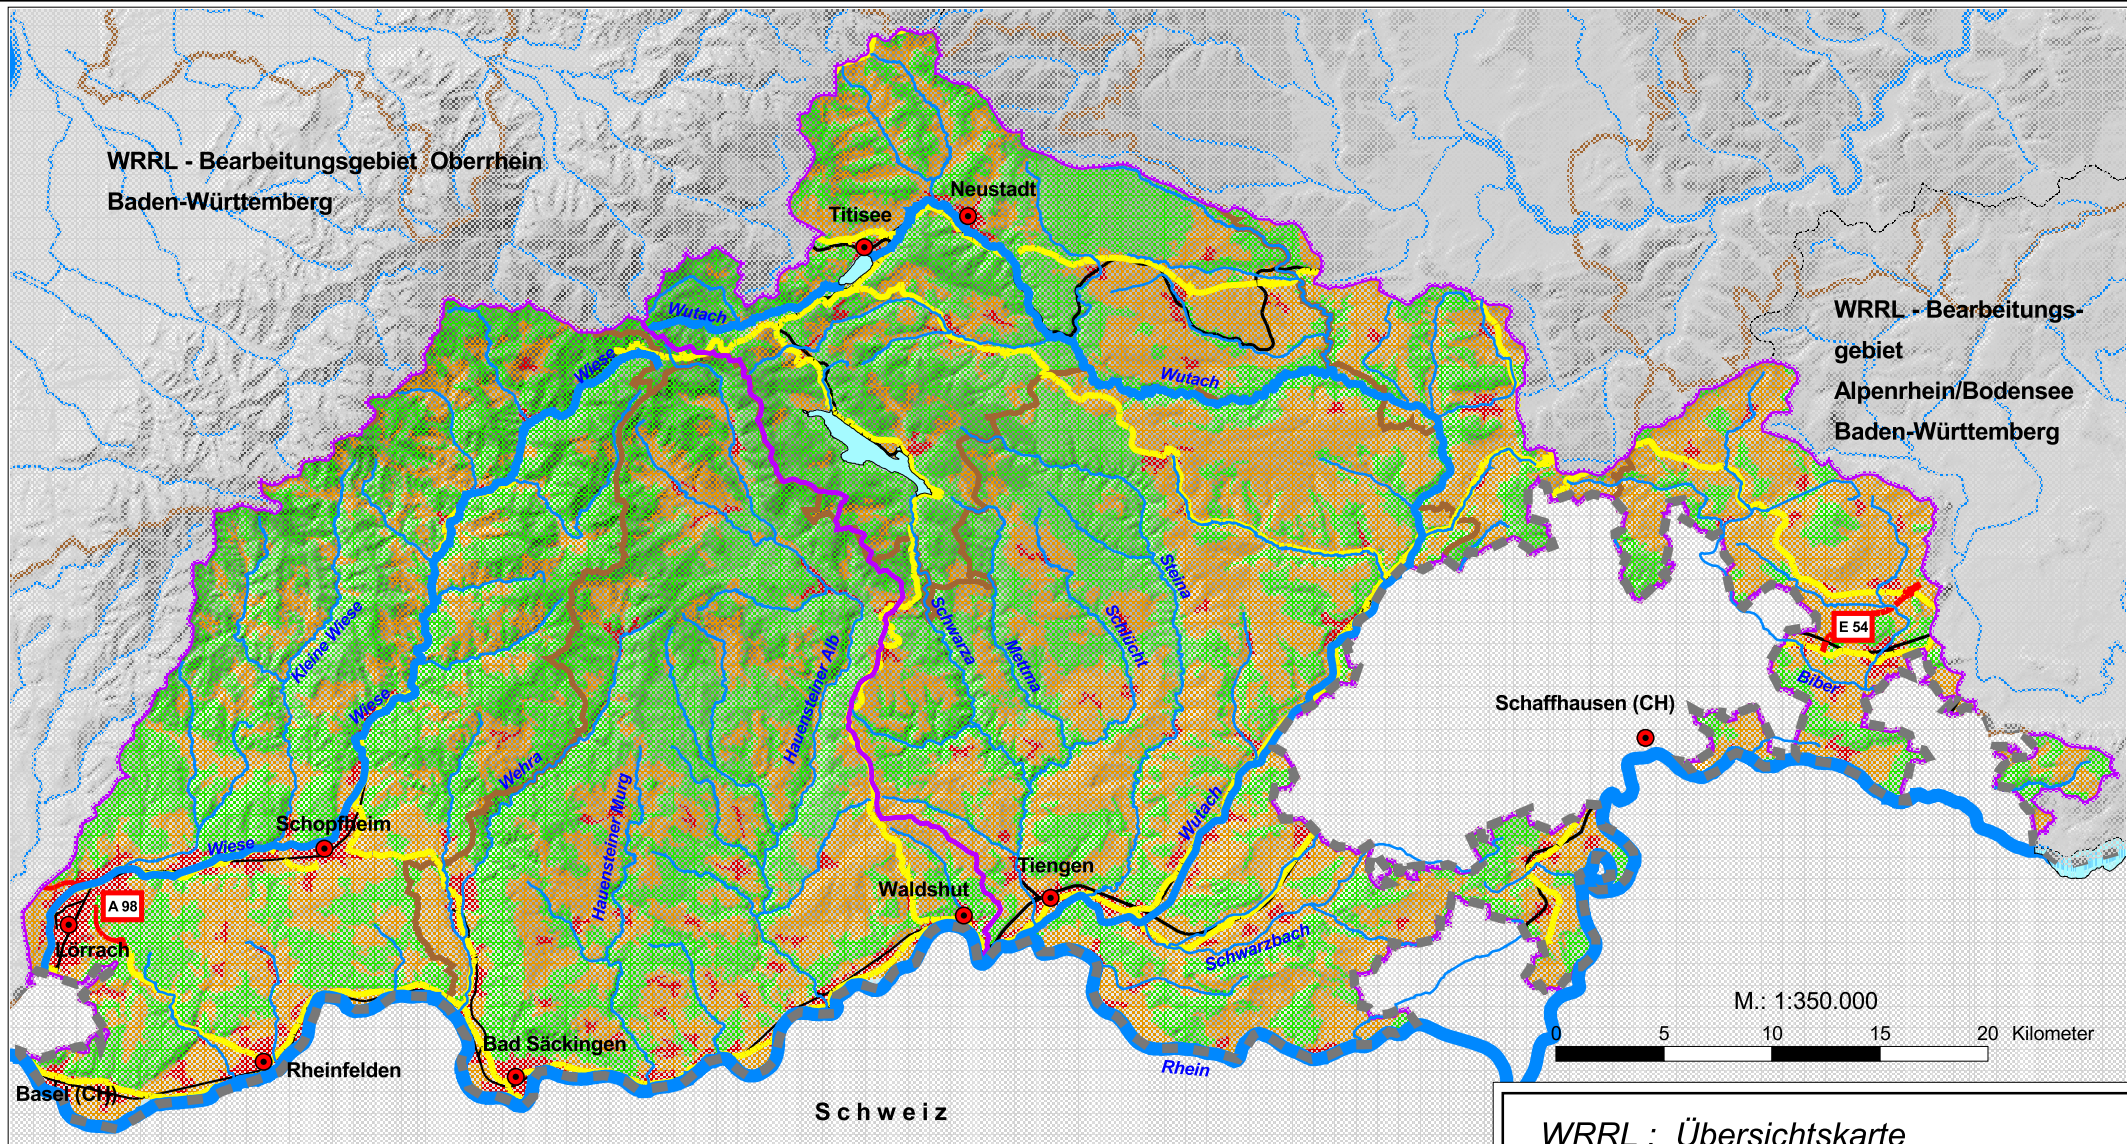 WRRL - Bearbeitungsgebiet Oberrhein
Baden-Württemberg
Neustadt
Titisee
Wutach
WRRL - Bearbeitungs-
gebiet
Alpenrhein/Bodensee
Baden-Württemberg
Wiese
Wutach
Steina
Kleine Wiese
Schwarza
Mettma
Schlücht
E 54
Hauensteiner Alb
Wiese
Biber
Schaffhausen (CH)
Wehra
Hauensteiner Murg
Wutach
Schopfheim
Wiese
Tiengen
Waldshut
A 98
Lörrach
Schwarzbach
M.: 1:350.000
0 5 10 15 20 Kilometer
Bad Säckingen
Rheinfelden
Rhein
Basel (CH)
Schweiz
WRRL : Übersichtskarte